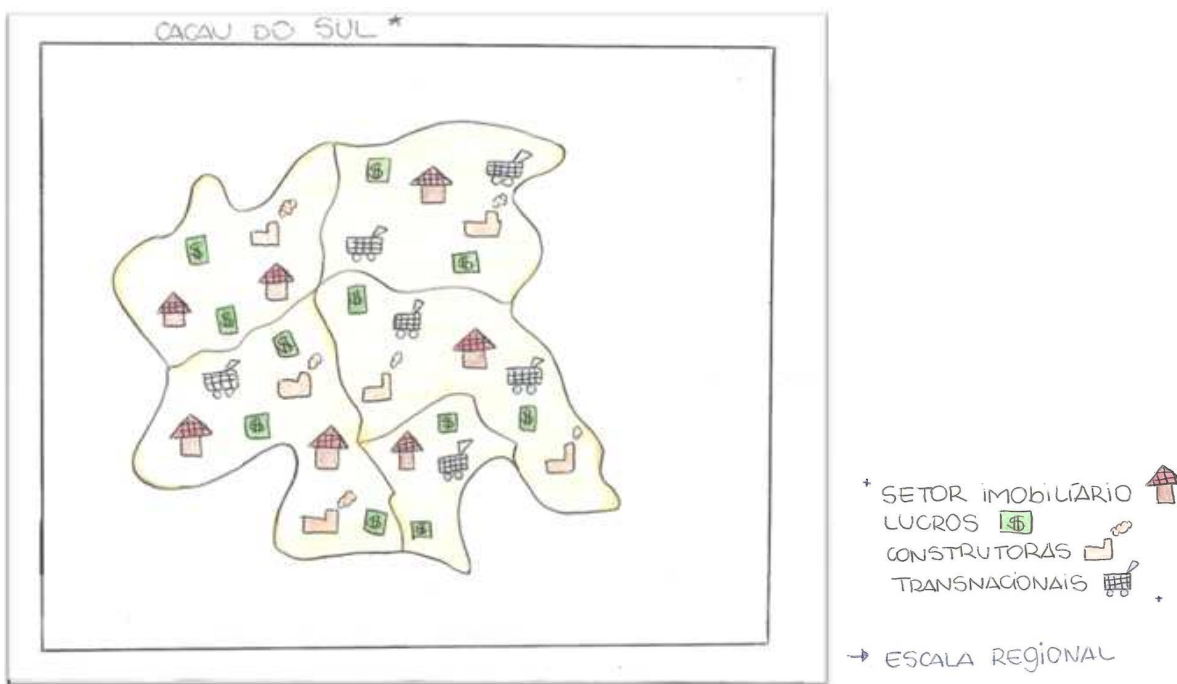 CACAU DO SUL *
SETOR IMOBILIÁRIO
LUCROS $
CONSTRUTORAS
TRANSNACIONAIS
→ ESCALA REGIONAL